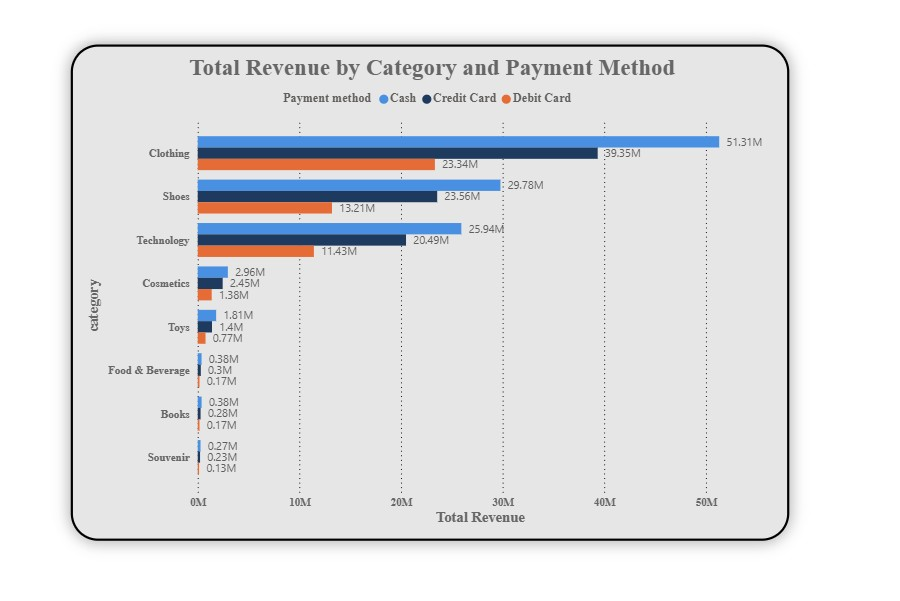 Total Revenue by Category and Payment Method
Payment method Cash Credit Card Debit Card
51.31M
Clothing 39.35M
23.34M
29.78M
Shoes 23.56M
13.21M
25.94M
Technology 20.49M
11.43M
2.96M
Cosmetics 2.45M
1.38M
category
1.81M
Toys 1.4M
0.77M
0.38M
Food & Beverage 0.3M
0.17M
0.38M
Books 0.28M
0.17M
0.27M
Souvenir 0.23M
0.13M
0M 10M 20M 30M 40M 50M
Total Revenue